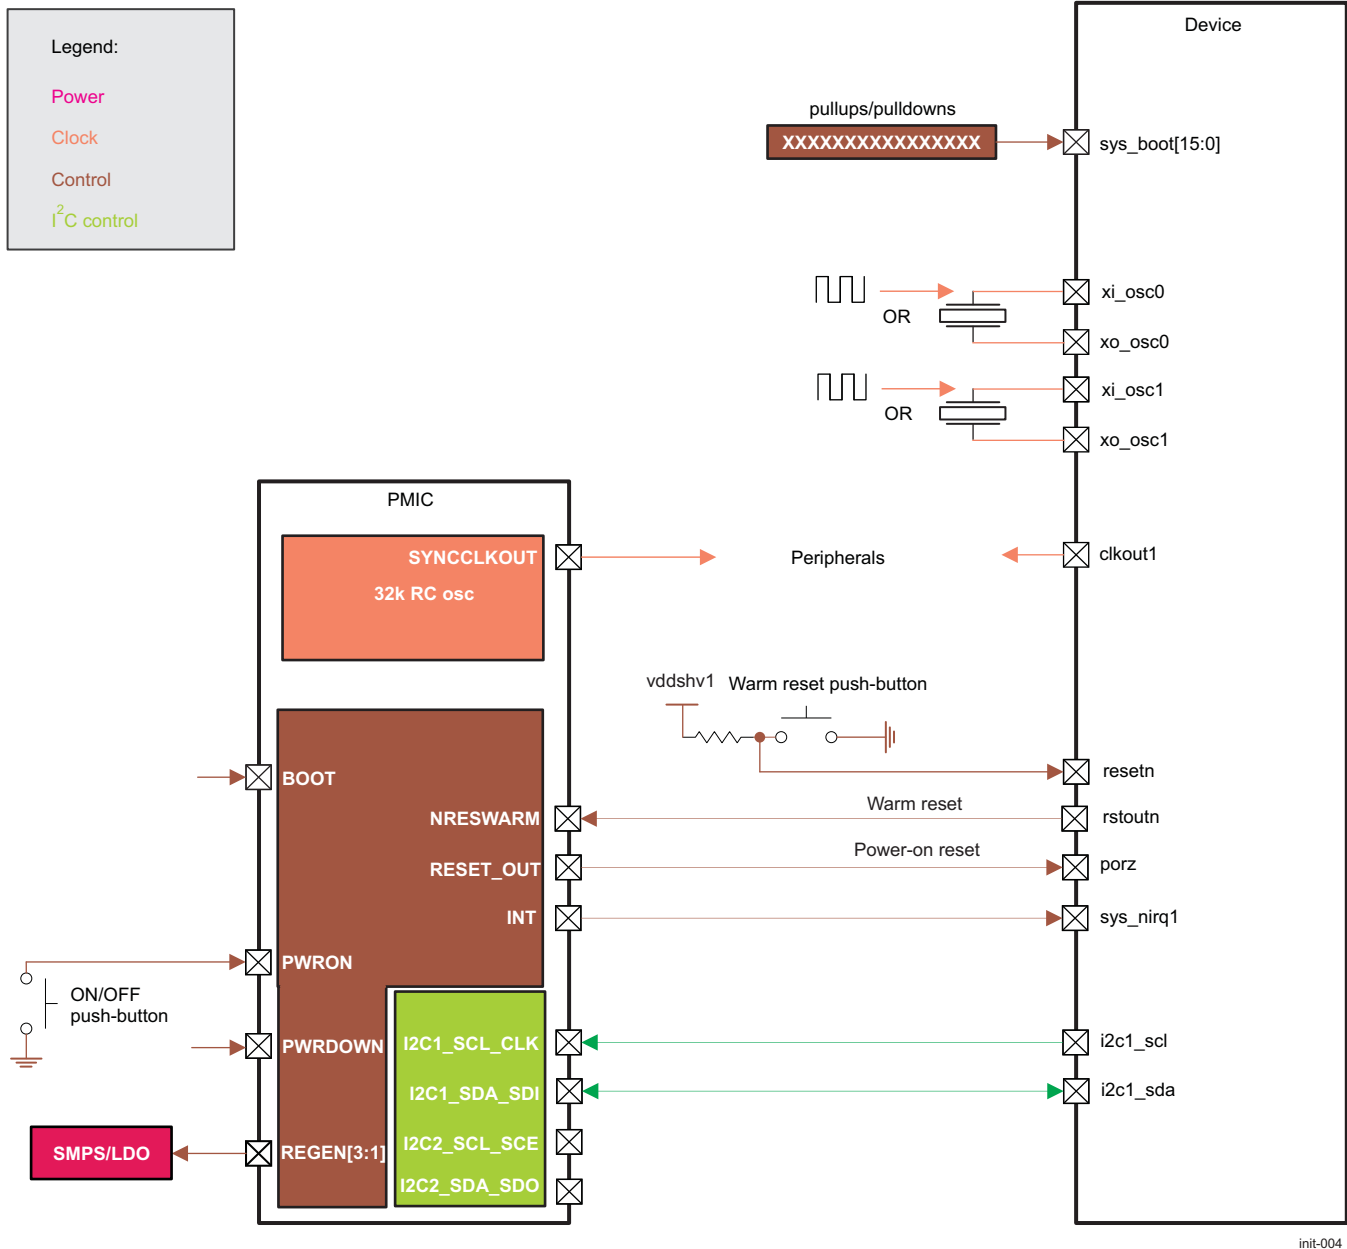 Legend:
Power
Clock
Control
I²C control
Device
pullups/pulldowns
XXXXXXXXXXXXXXXX
sys_boot[15:0]
xi_osc0
OR
xo_osc0
xi_osc1
OR
xo_osc1
PMIC
SYNCCLKOUT
32k RC osc
Peripherals
clkout1
vddshv1
Warm reset push-button
BOOT
resetn
NRESWARM
Warm reset
rstoutn
RESET_OUT
Power-on reset
porz
INT
sys_nirq1
PWRON
ON/OFF
push-button
PWRDOWN
I2C1_SCL_CLK
i2c1_scl
I2C1_SDA_SDI
i2c1_sda
SMPS/LDO
REGEN[3:1]
I2C2_SCL_SCE
I2C2_SDA_SDO
init-004